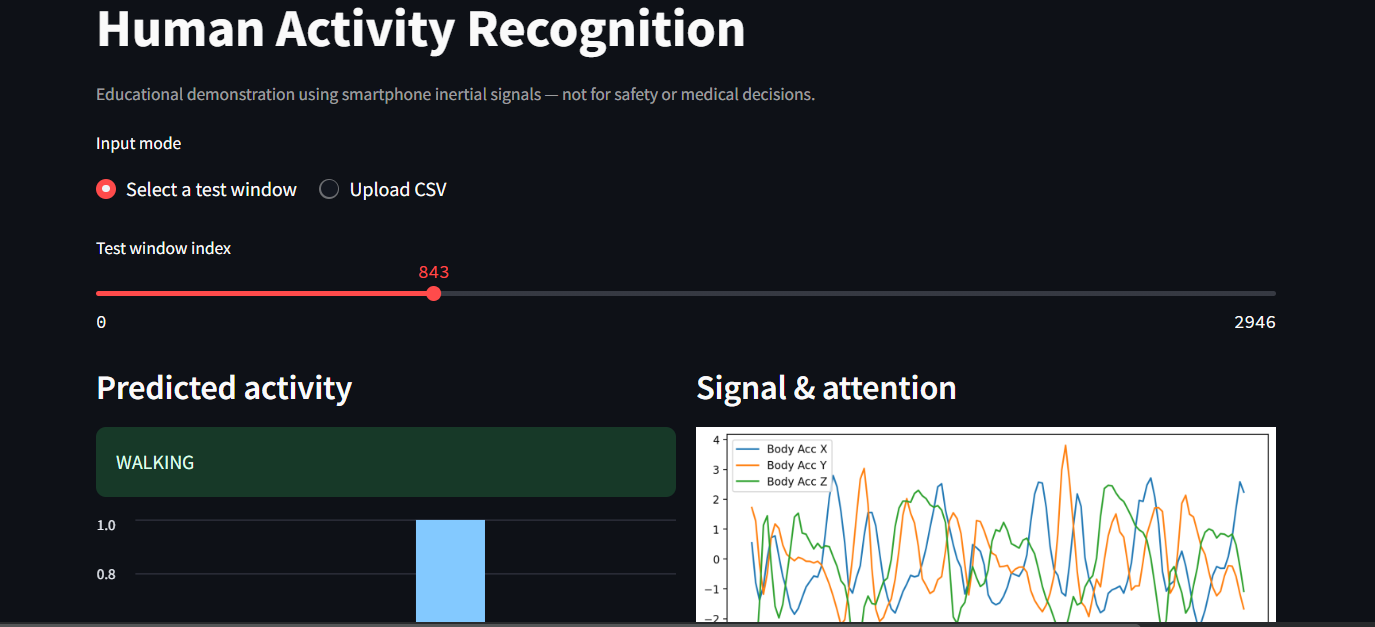 Human Activity Recognition
Educational demonstration using smartphone inertial signals — not for safety or medical decisions.
Input mode
Select a test window Upload CSV
Test window index
843
0 2946
Predicted activity
WALKING
1.0
0.8
Signal & attention
4
3
2
1
0
−1
−2
Body Acc X
Body Acc Y
Body Acc Z